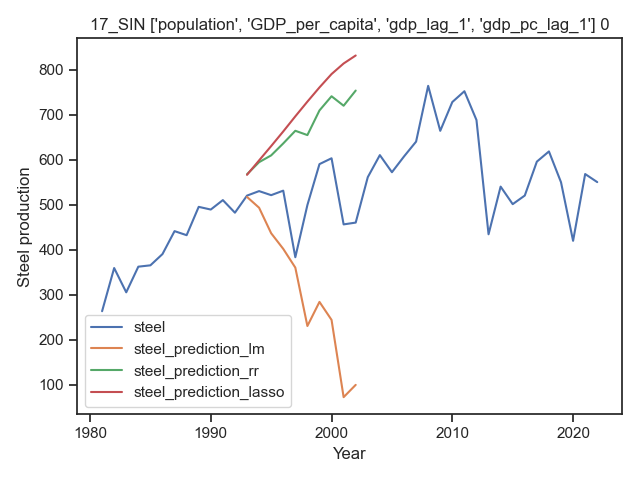 17_SIN ['population', 'GDP_per_capita', 'gdp_lag_1', 'gdp_pc_lag_1'] 0
Steel production
800
700
600
500
400
300
200
100
steel
steel_prediction_lm
steel_prediction_rr
steel_prediction_lasso
1980
1990
2000
2010
2020
Year